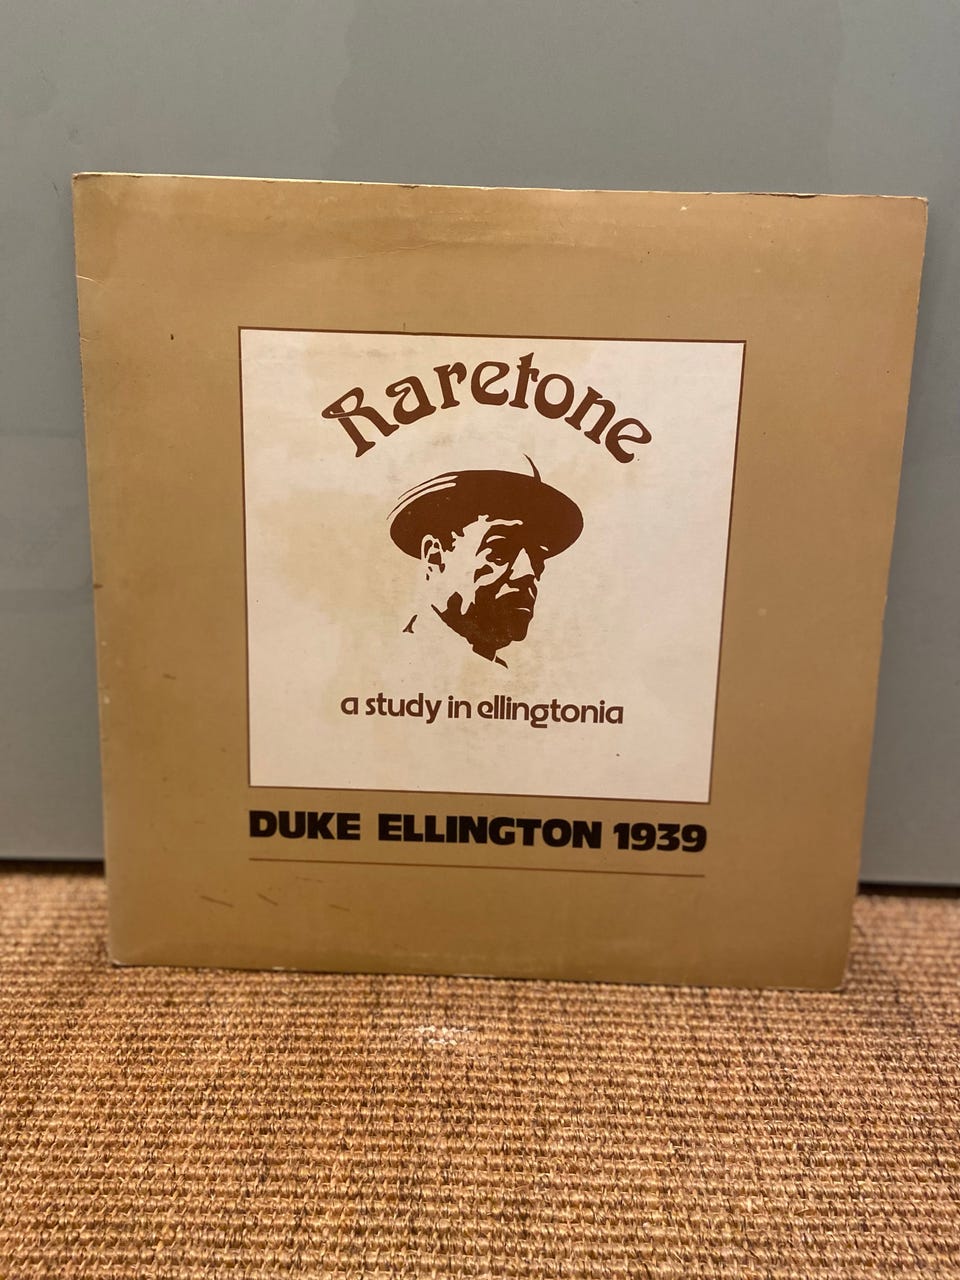 Raretone
a study in ellingtonia
DUKE ELLINGTON 1939